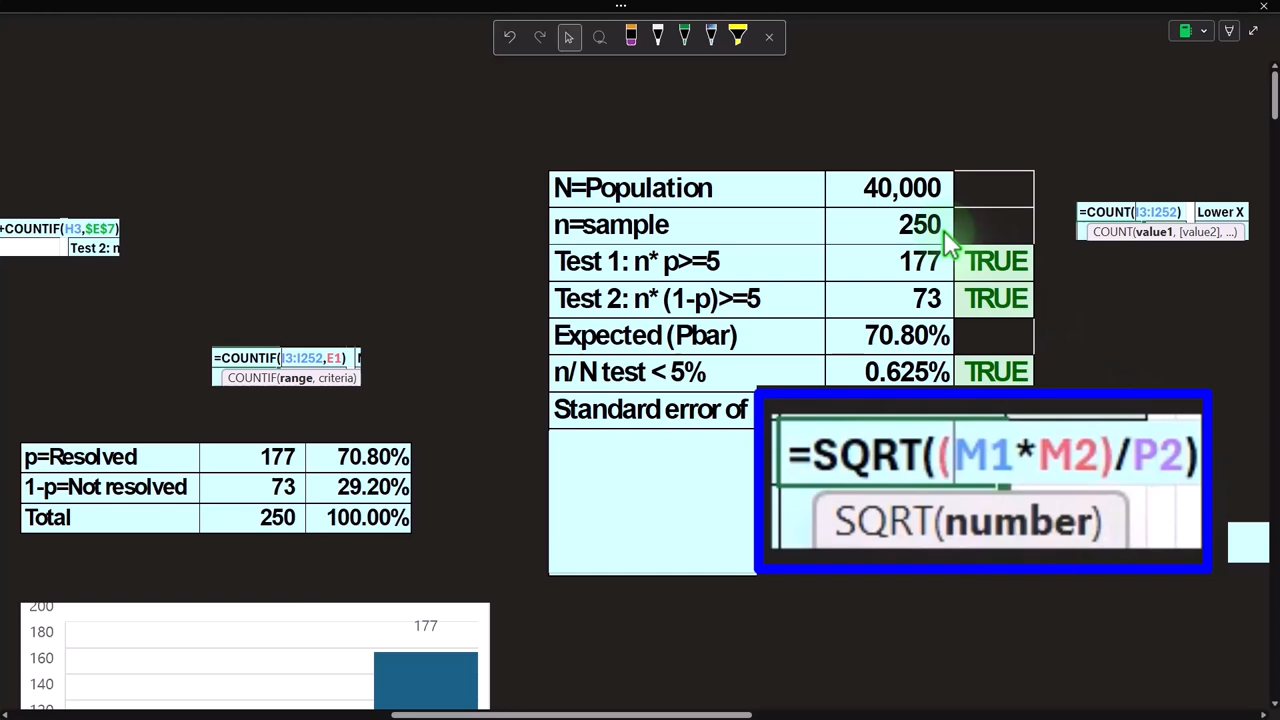 N=Population 40,000
n=sample 250
Test 1: n* p>=5 177 TRUE
Test 2: n* (1-p)>=5 73 TRUE
Expected (Pbar) 70.80%
n/ N test < 5% 0.625% TRUE
Standard error of
=SQRT((M1*M2)/P2)
SQRT(number)
=COUNT(I3:I252) Lower X
COUNT(value1, [value2], ...)
+COUNTIF(H3,$E$7)
Test 2: n
=COUNTIF(I3:I252,E1)
COUNTIF(range, criteria)
p=Resolved 177 70.80%
1-p=Not resolved 73 29.20%
Total 250 100.00%
200
180
177
160
140